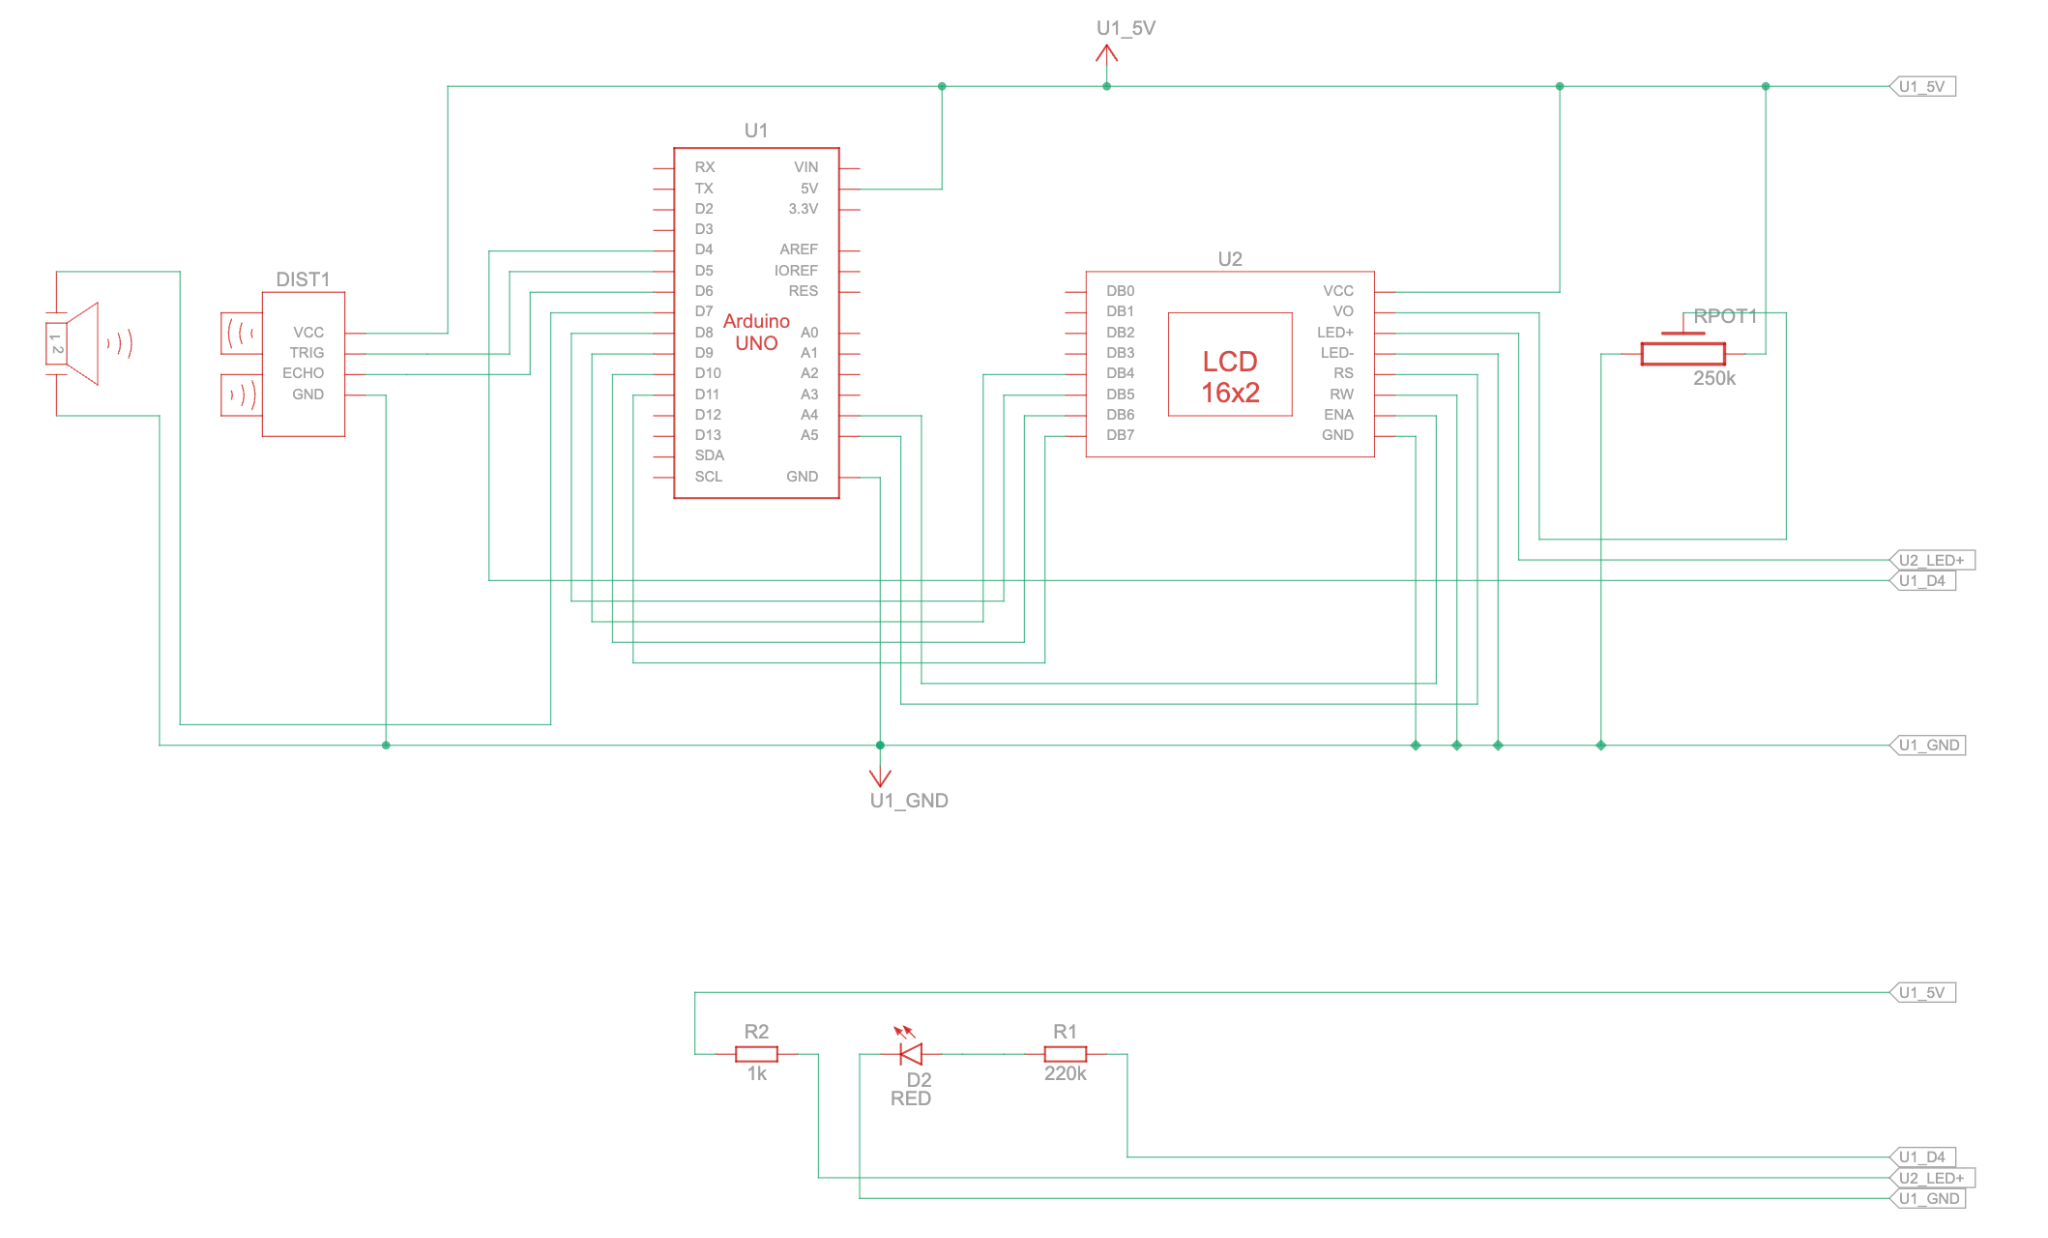 U1_5V
U1_5V
U1
RX
TX
D2
D3
D4
D5
D6
D7
D8
D9
D10
D11
D12
D13
SDA
SCL
VIN
5V
3.3V
AREF
IOREF
RES
A0
A1
A2
A3
A4
A5
GND
Arduino
UNO
1 2
DIST1
VCC
TRIG
ECHO
GND
U2
DB0
DB1
DB2
DB3
DB4
DB5
DB6
DB7
LCD
16x2
VCC
VO
LED+
LED-
RS
RW
ENA
GND
RPOT1
250k
U2_LED+
U1_D4
U1_GND
U1_GND
U1_5V
R2
1k
D2
RED
R1
220k
U1_D4
U2_LED+
U1_GND